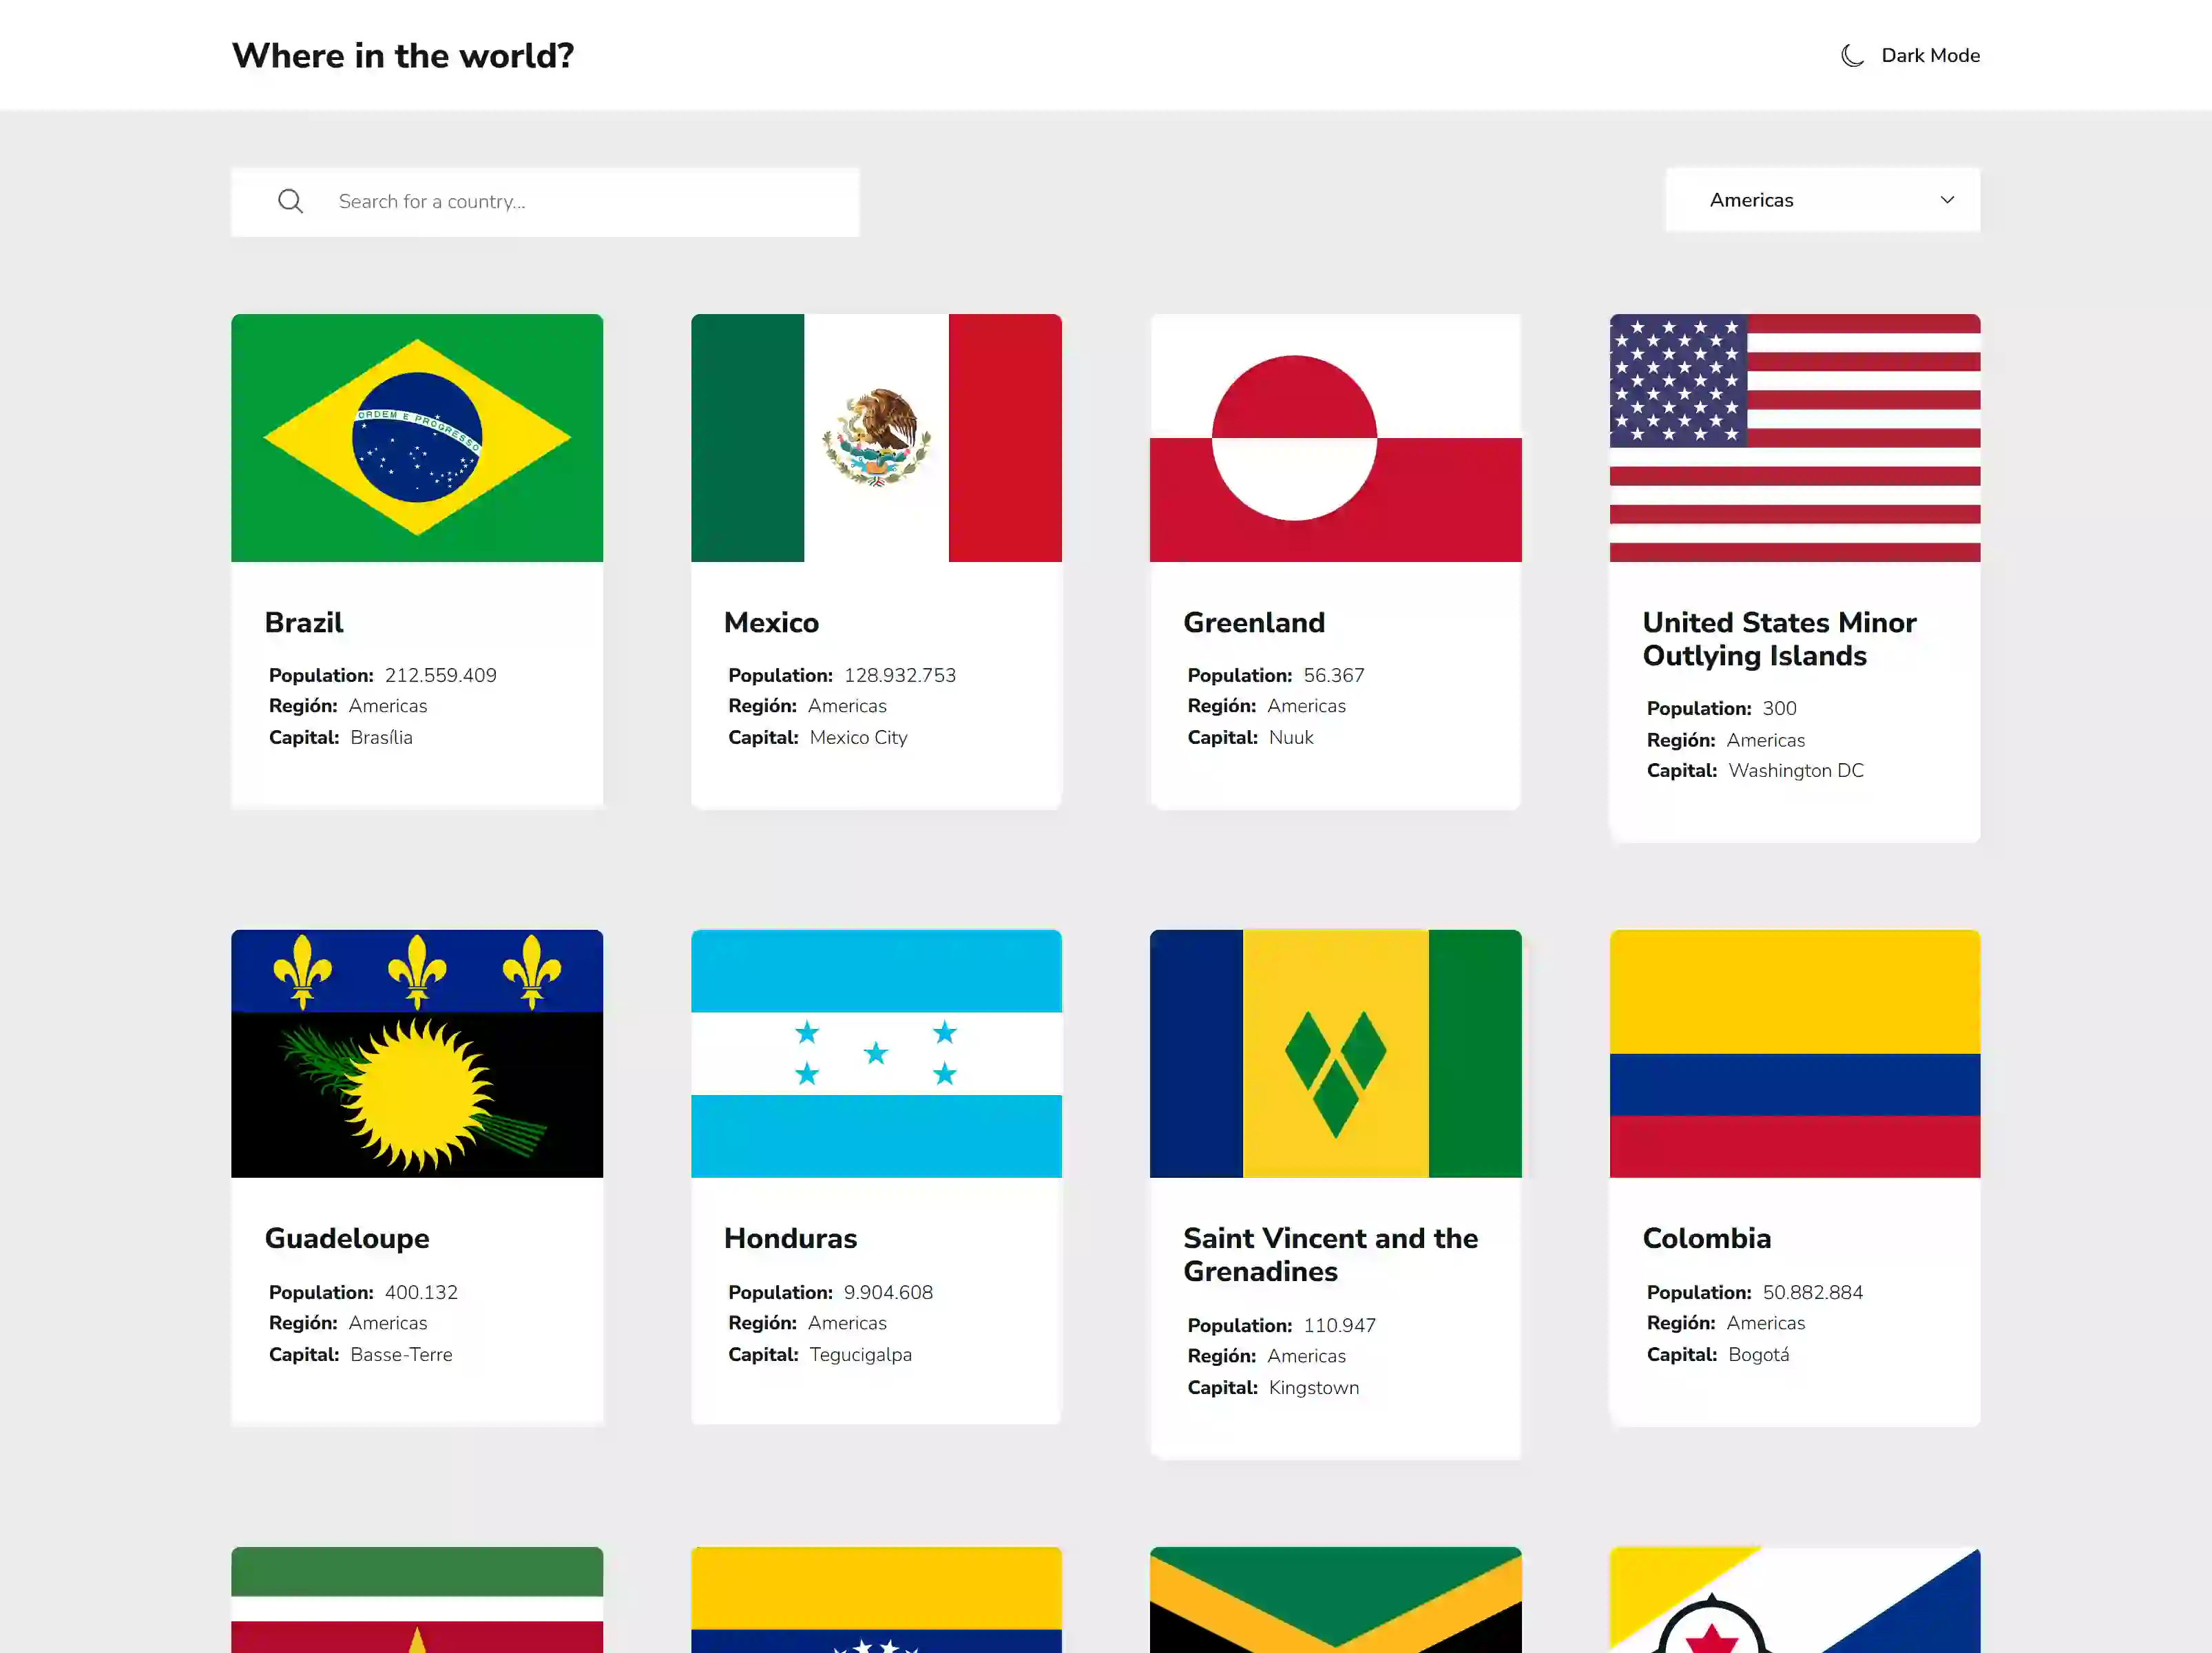 Where in the world?
Dark Mode
Search for a country...
Americas
ORDEM E PROGRESSO
Brazil
Population: 212.559.409
Región: Americas
Capital: Brasília
Mexico
Population: 128.932.753
Región: Americas
Capital: Mexico City
Greenland
Population: 56.367
Región: Americas
Capital: Nuuk
United States Minor
Outlying Islands
Population: 300
Región: Americas
Capital: Washington DC
Guadeloupe
Population: 400.132
Región: Americas
Capital: Basse-Terre
Honduras
Population: 9.904.608
Región: Americas
Capital: Tegucigalpa
Saint Vincent and the
Grenadines
Population: 110.947
Región: Americas
Capital: Kingstown
Colombia
Population: 50.882.884
Región: Americas
Capital: Bogotá